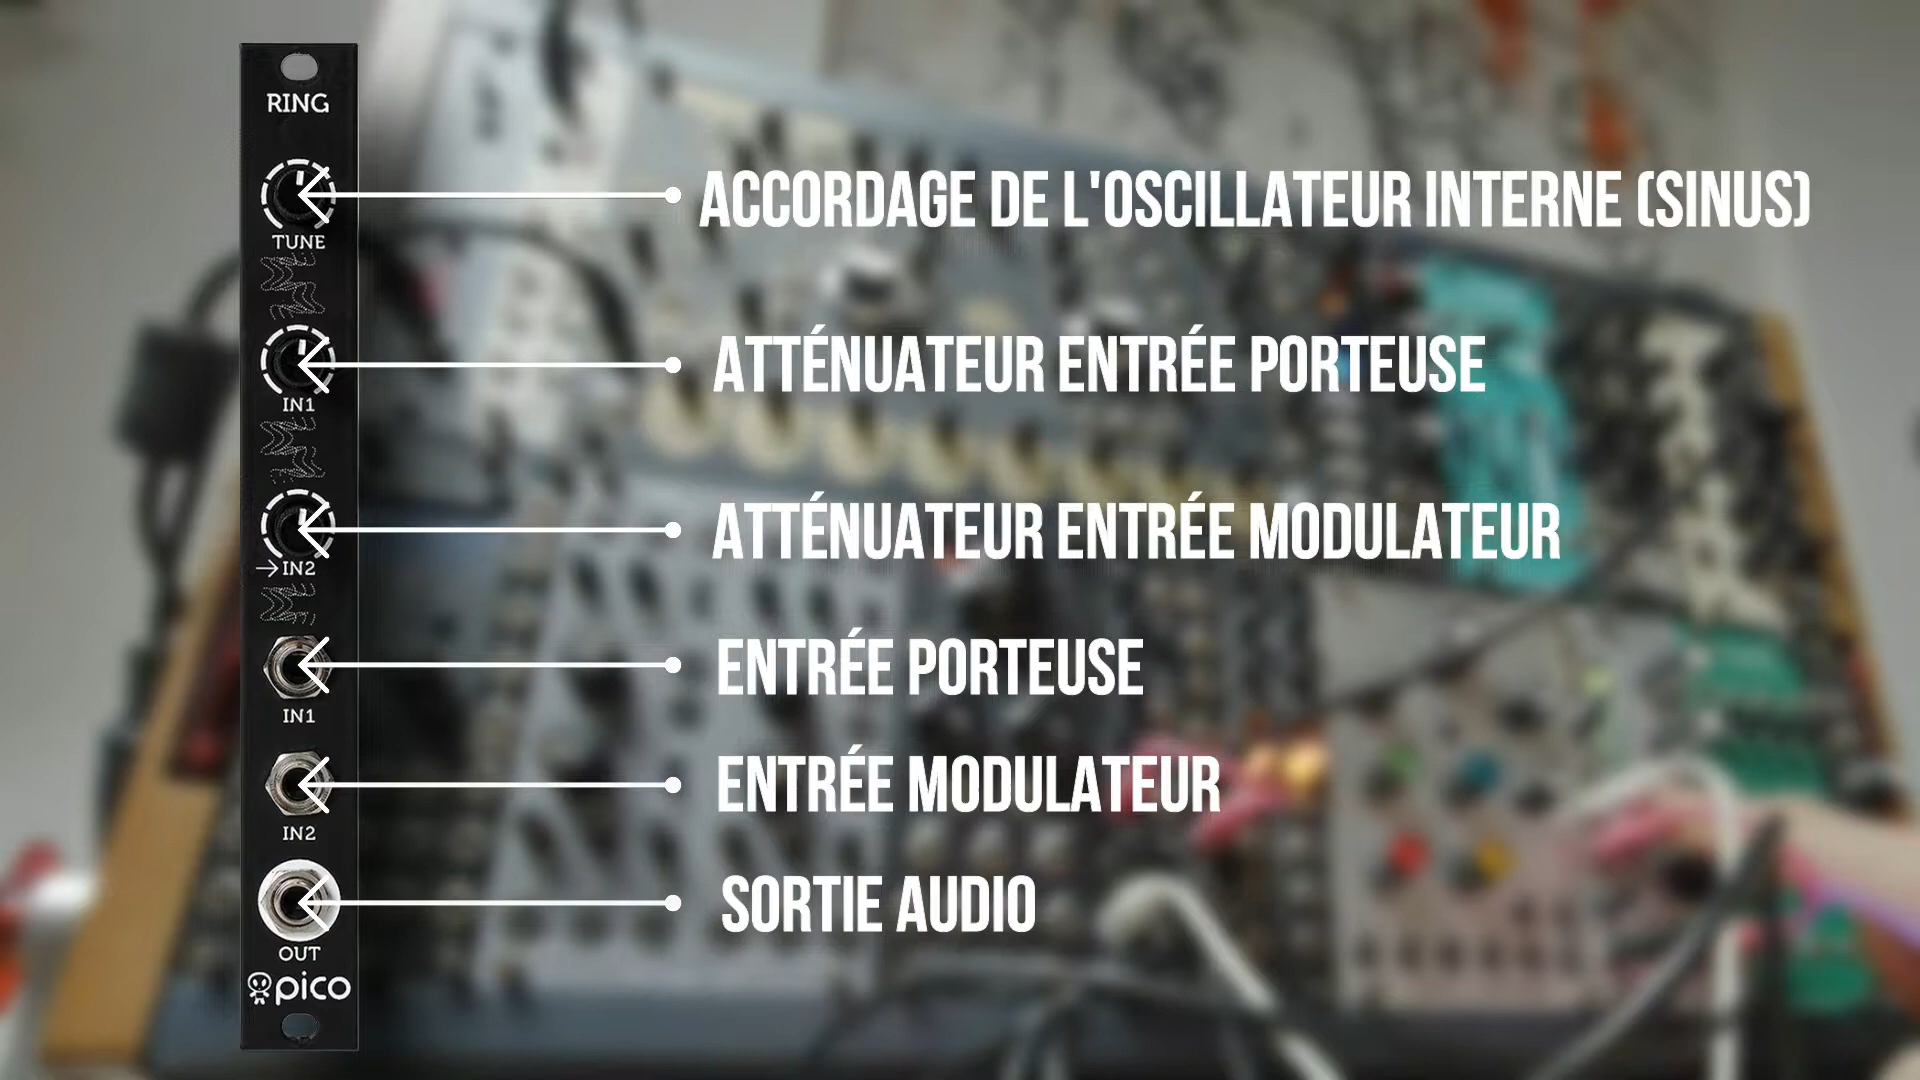 RING
TUNE
ACCORDAGE DE L'OSCILLATEUR INTERNE (SINUS)
IN1
ATTÉNUATEUR ENTRÉE PORTEUSE
→IN2
ATTÉNUATEUR ENTRÉE MODULATEUR
IN1
ENTRÉE PORTEUSE
IN2
ENTRÉE MODULATEUR
OUT
SORTIE AUDIO
pico